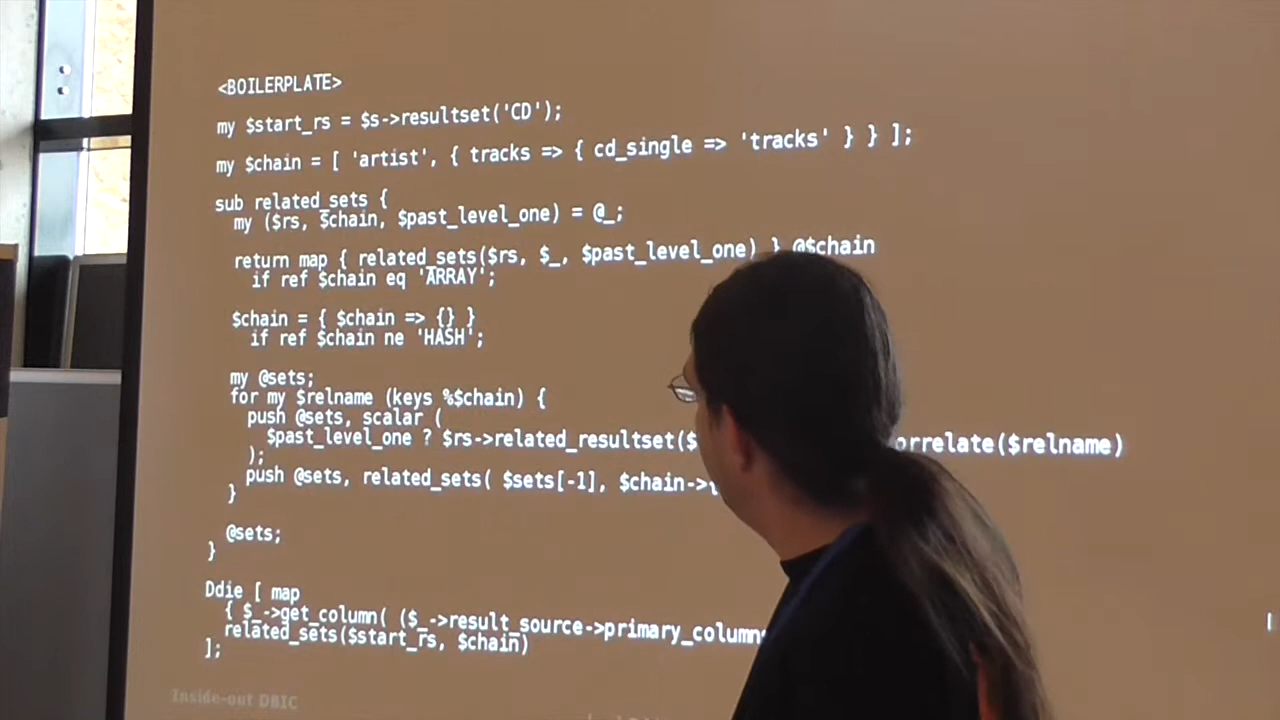 <BOILERPLATE>
my $start_rs = $s->resultset('CD');
my $chain = [ 'artist', { tracks => { cd_single => 'tracks' } } ];
sub related_sets {
my ($rs, $chain, $past_level_one) = @_;
return map { related_sets($rs, $_, $past_level_one) } @$chain
if ref $chain eq 'ARRAY';
$chain = { $chain => {} }
if ref $chain ne 'HASH';
my @sets;
for my $relname (keys %$chain) {
push @sets, scalar (
$past_level_one ? $rs->related_resultset($ orrelate($relname)
);
push @sets, related_sets( $sets[-1], $chain->{
}
@sets;
}
Ddie [ map
{ $_->get_column( ($_->result_source->primary_column
related_sets($start_rs, $chain)
];
Inside-out DBIC